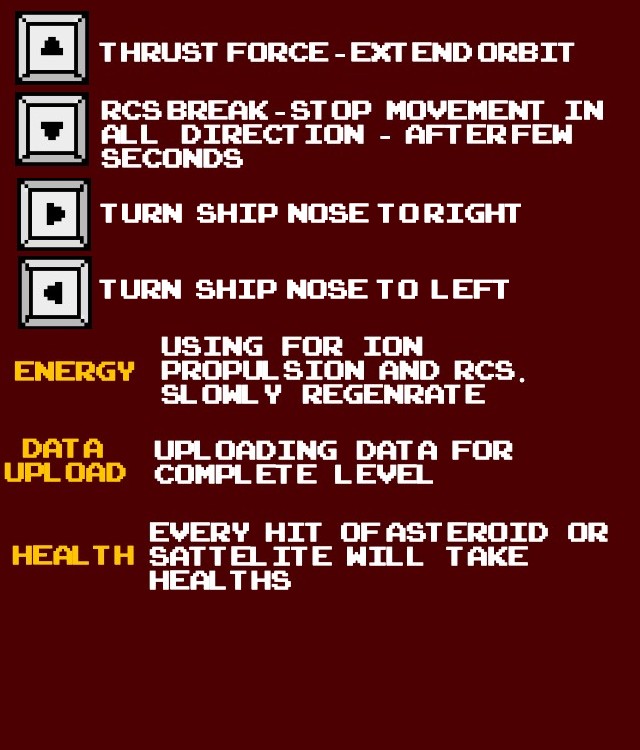 THRUST FORCE - EXTEND ORBIT
RCS BREAK - STOP MOVEMENT IN
ALL DIRECTION - AFTER FEW
SECONDS
TURN SHIP NOSE TO RIGHT
TURN SHIP NOSE TO LEFT
ENERGY
USING FOR ION
PROPULSION AND RCS.
SLOWLY REGENRATE
DATA
UPLOAD
UPLOADING DATA FOR
COMPLETE LEVEL
HEALTH
EVERY HIT OF ASTEROID OR
SATTELITE WILL TAKE
HEALTHS